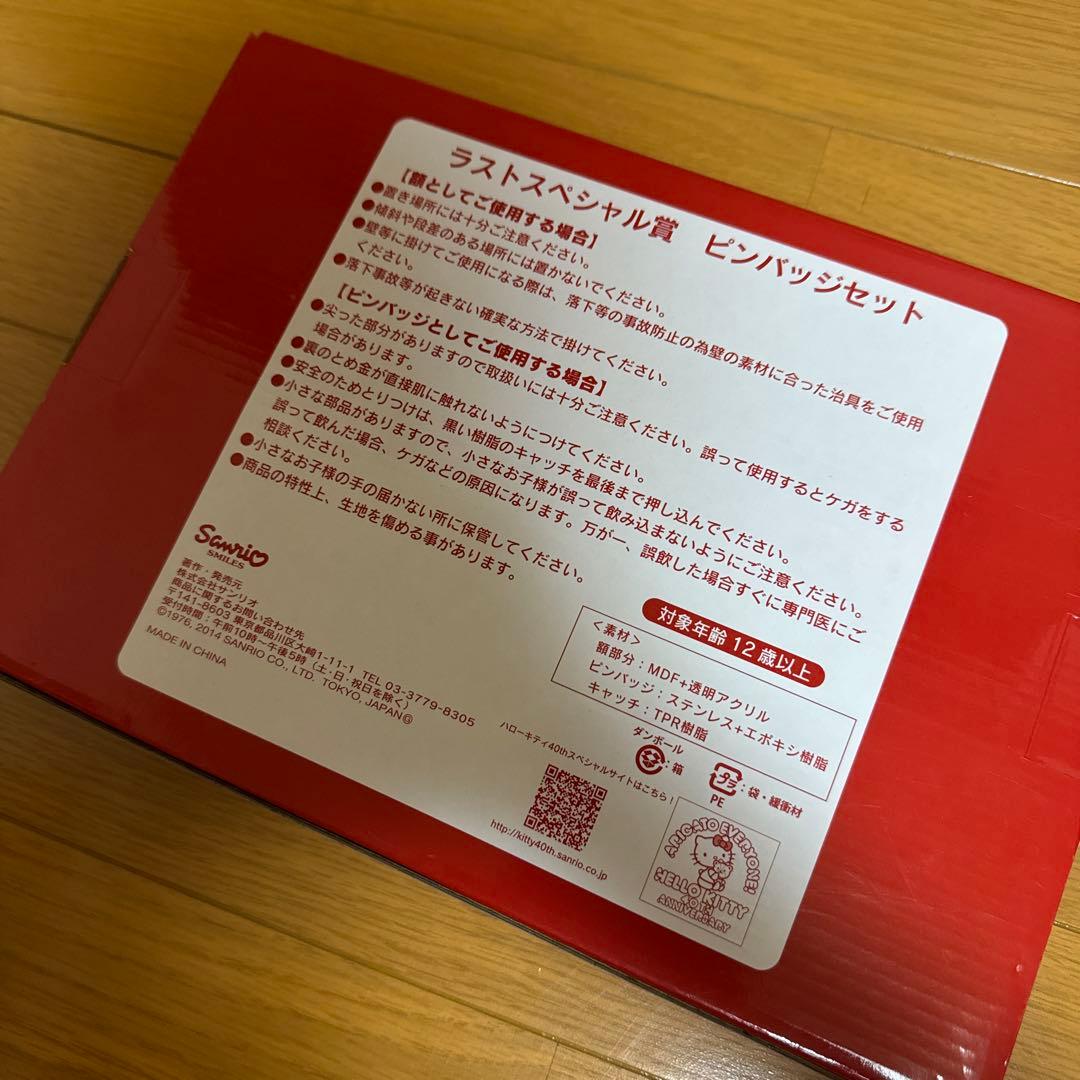 ラストスペシャル賞　ピンバッジセット
【額としてご使用する場合】
●置き場所には十分ご注意ください。
●傾斜や段差のある場所には置かないでください。
●壁等に掛けてご使用になる際は、落下等の事故防止の為壁の素材に合った治具をご使用
ください。
●落下事故等が起きない確実な方法で掛けてください。
【ピンバッジとしてご使用する場合】
●尖った部分がありますので取扱いには十分ご注意ください。誤って使用するとケガをする
場合があります。
●裏のとめ金が直接肌に触れないようにつけてください。
●安全のためとりつけは、黒い樹脂のキャッチを最後まで押し込んでください。
●小さな部品がありますので、小さなお子様が誤って飲み込まないようにご注意ください。
誤って飲んだ場合、ケガなどの原因になります。万が一、誤飲した場合すぐに専門医にご
相談ください。
●小さなお子様の手の届かない所に保管してください。
●商品の特性上、生地を傷める事があります。
対象年齢 12 歳以上
Sanrio
SMILES
著作・発売元
株式会社サンリオ
商品に関するお問い合わせ先
〒141-8603 東京都品川区大崎1-11-1 TEL 03-3779-8305
受付時間：午前10時〜午後5時（土・日・祝日を除く）
©1976, 2014 SANRIO CO., LTD. TOKYO, JAPAN Ⓖ
MADE IN CHINA
＜素材＞
額部分：MDF+透明アクリル
ピンバッジ：ステンレス+エポキシ樹脂
キャッチ：TPR樹脂
ダンボール
：箱
プラ
：袋・緩衝材
PE
ハローキティ40thスペシャルサイトはこちら！
http://kitty40th.sanrio.co.jp
ARIGATO EVERYONE!
HELLO KITTY
40TH
ANNIVERSARY